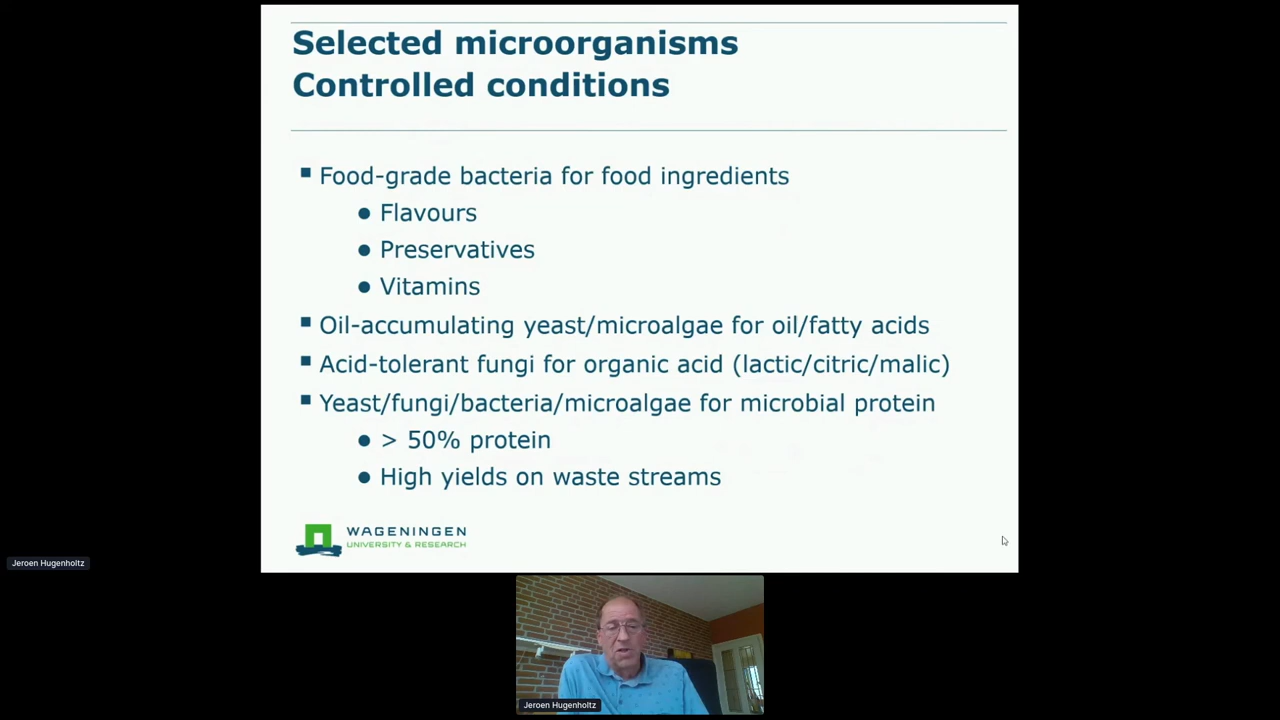 Selected microorganisms
Controlled conditions
Food-grade bacteria for food ingredients
Flavours
Preservatives
Vitamins
Oil-accumulating yeast/microalgae for oil/fatty acids
Acid-tolerant fungi for organic acid (lactic/citric/malic)
Yeast/fungi/bacteria/microalgae for microbial protein
> 50% protein
High yields on waste streams
WAGENINGEN
UNIVERSITY & RESEARCH
Jeroen Hugenholtz
Jeroen Hugenholtz